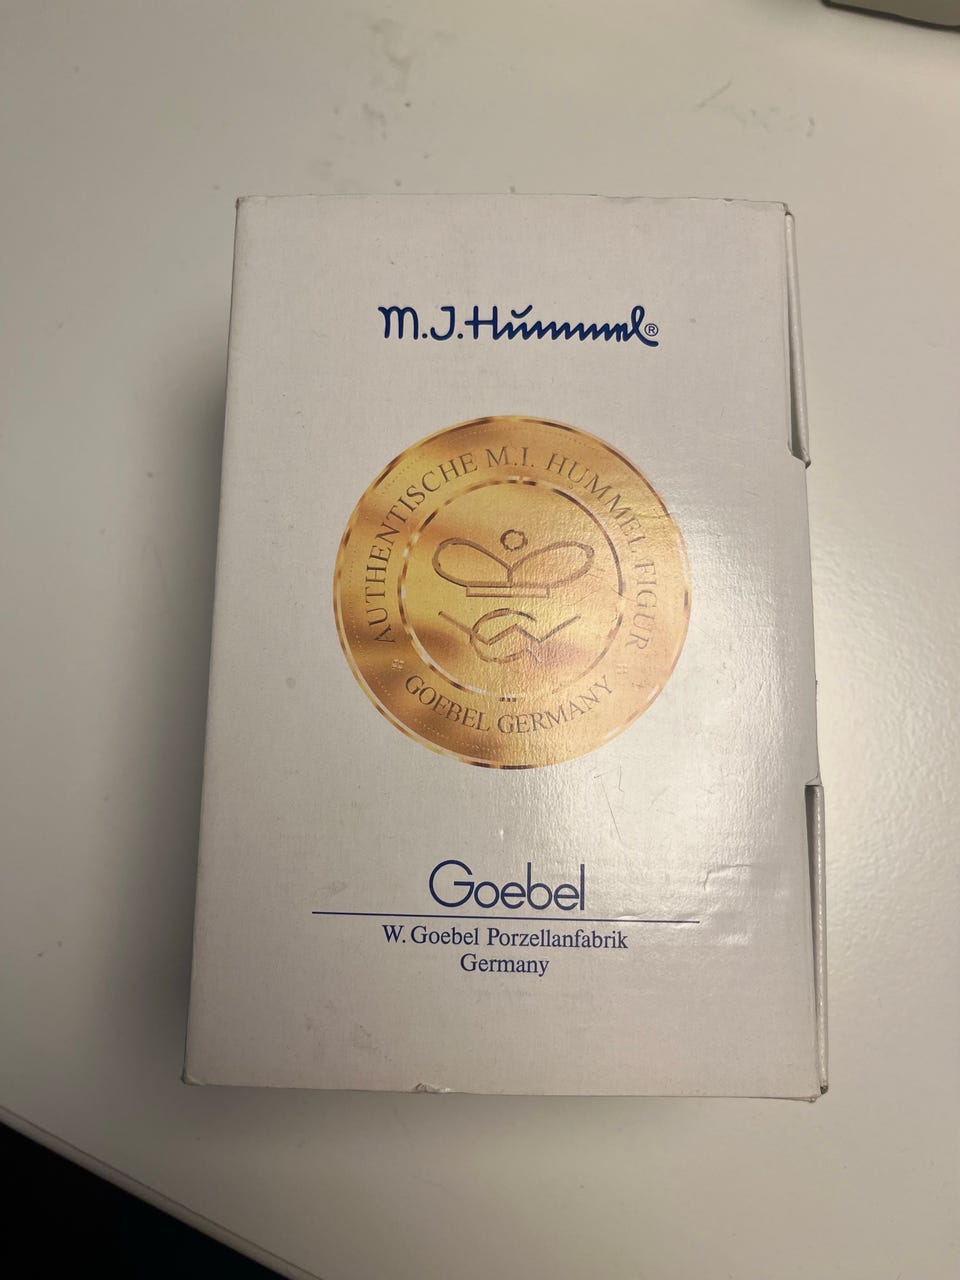 M.J.Hummel®
AUTHENTISCHE M.I. HUMMEL FIGUR
GOEBEL GERMANY
Goebel
W. Goebel Porzellanfabrik
Germany